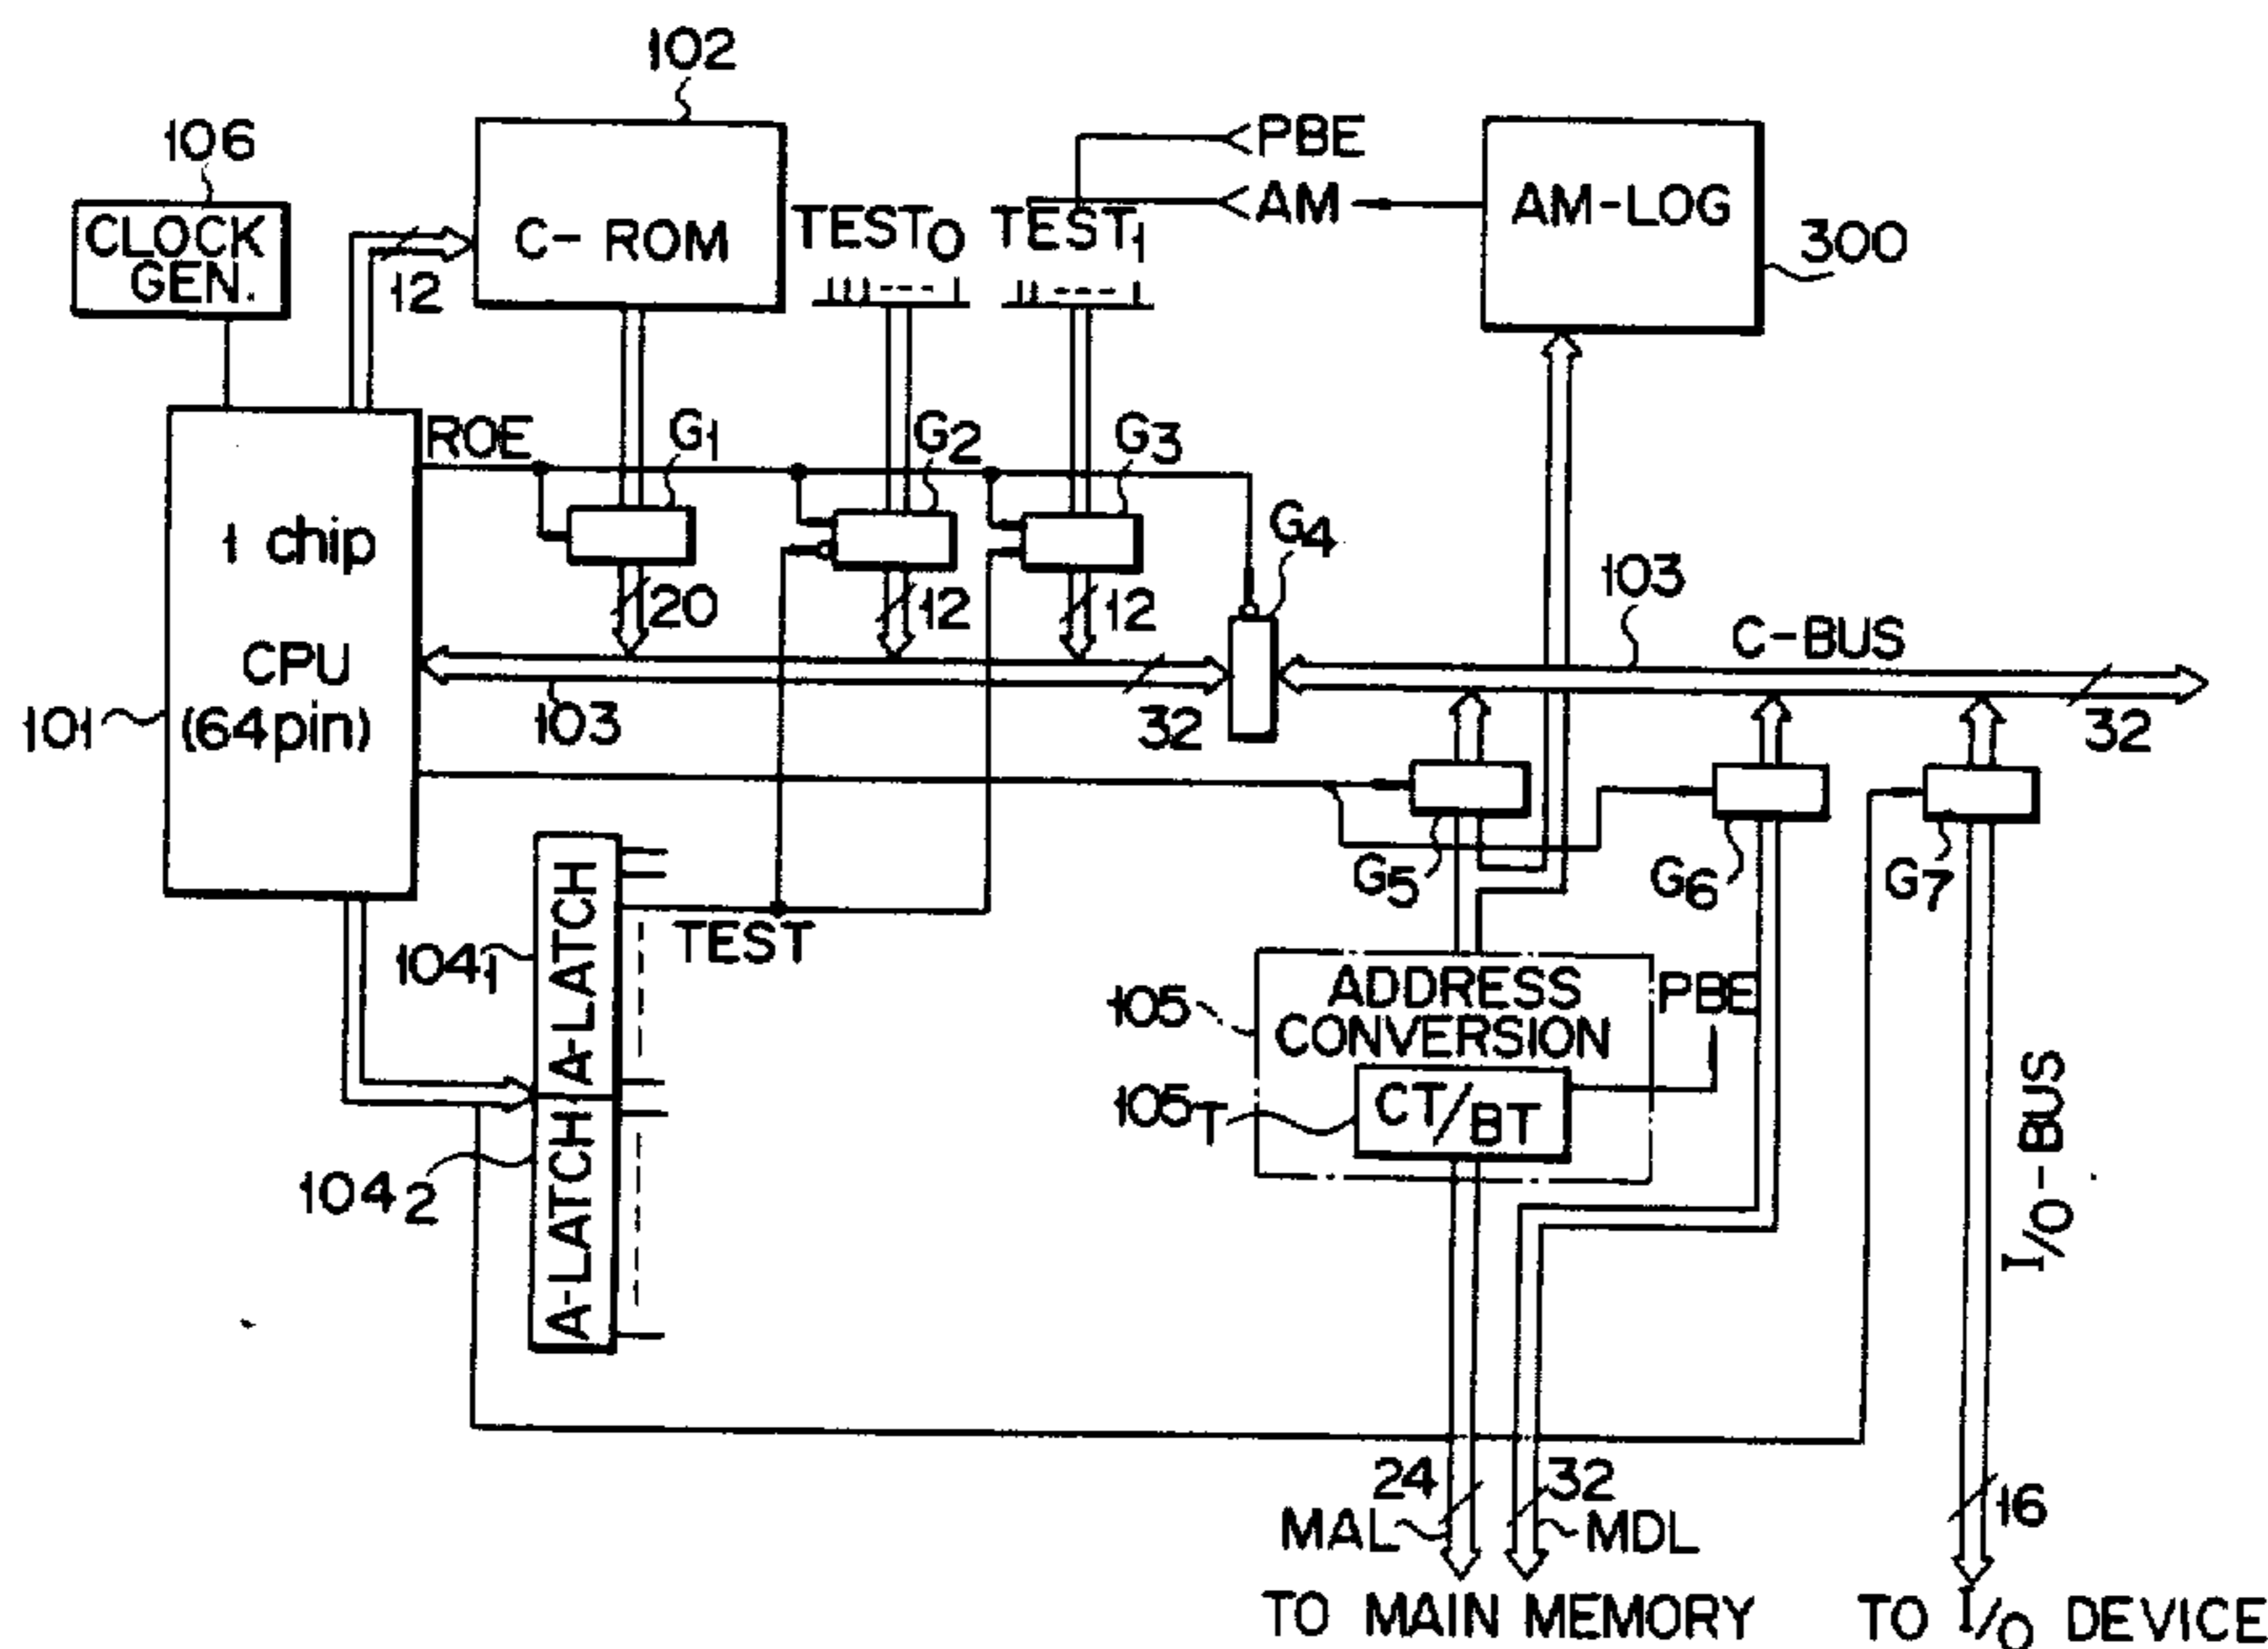 102
106
CLOCK
GEN.
12
C-ROM
TEST0
TEST1
PBE
AM
AM-LOG
300
ROE
G1
G2
G3
G4
1 chip
CPU
(64pin)
101
20
12
12
103
32
103
C-BUS
32
G5
G6
G7
TEST
1041
A-LATCH
1042
A-LATCH
105
ADDRESS
CONVERSION
PBE
105T
CT/BT
I/O-BUS
24
32
16
MAL
MDL
TO MAIN MEMORY
TO I/O DEVICE